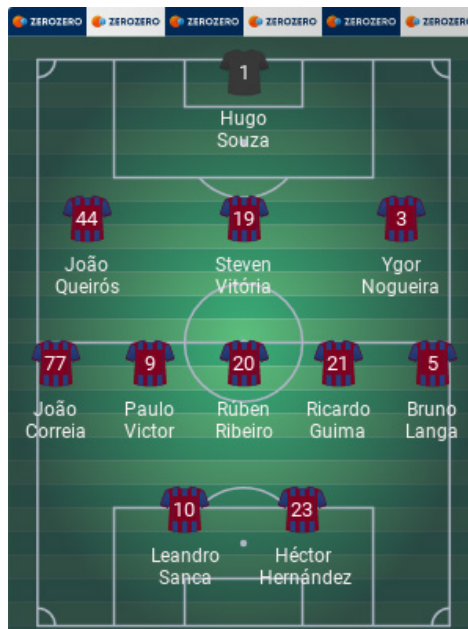 ZEROZERO ZEROZERO ZEROZERO ZEROZERO ZEROZERO ZEROZERO
1
Hugo
Souza
44 19 3
João Steven Ygor
Queirós Vitória Nogueira
77 9 20 21 5
João Paulo Rúben Ricardo Bruno
Correia Victor Ribeiro Guima Langa
10 23
Leandro Héctor
Sanca Hernández